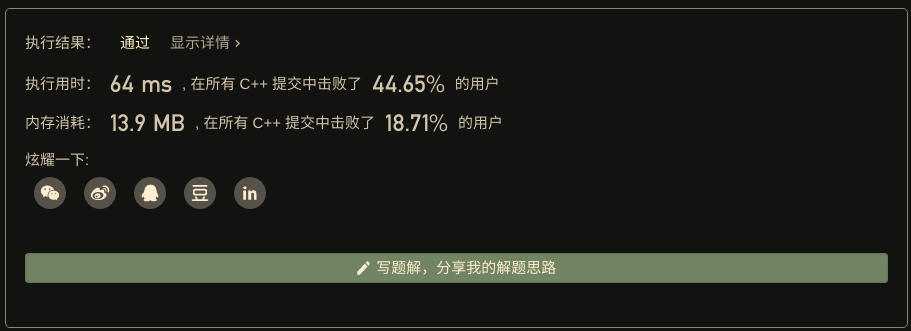 执行结果： 通过 显示详情 ›
执行用时： 64 ms , 在所有 C++ 提交中击败了 44.65% 的用户
内存消耗： 13.9 MB , 在所有 C++ 提交中击败了 18.71% 的用户
炫耀一下:
豆 in
写题解，分享我的解题思路